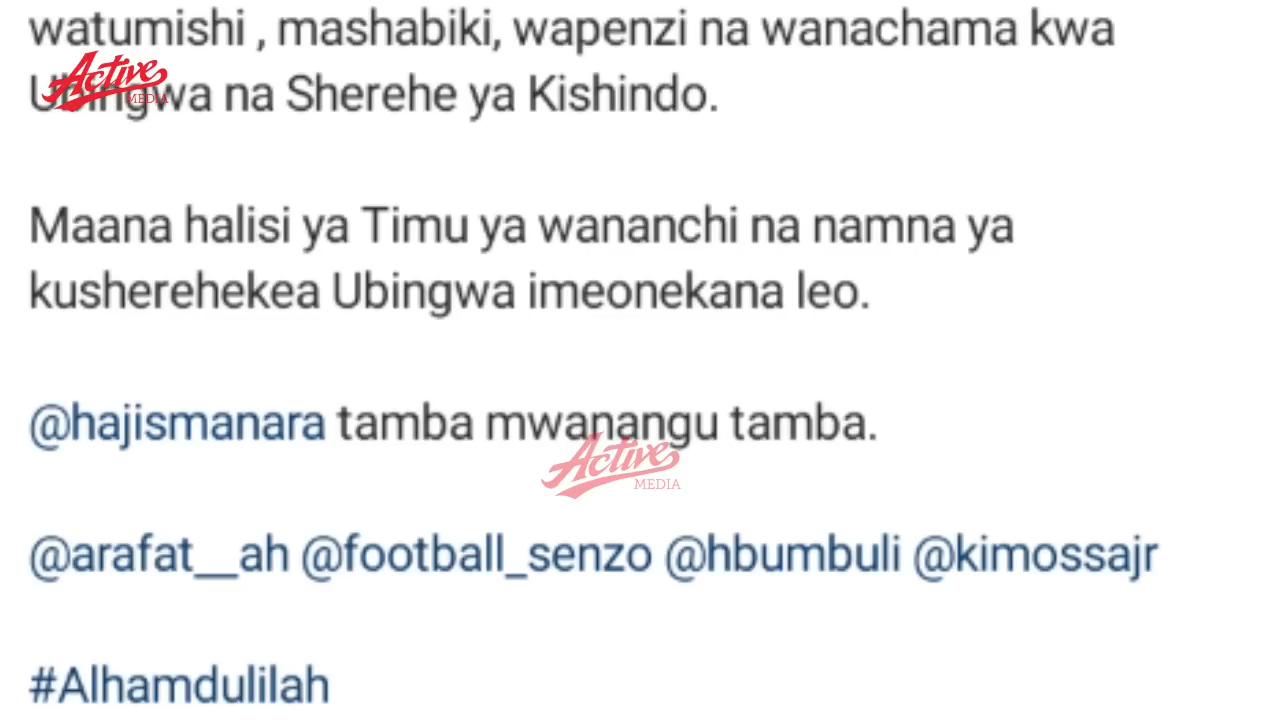 watumishi , mashabiki, wapenzi na wanachama kwa
Ubingwa na Sherehe ya Kishindo.
Active
MEDIA
Maana halisi ya Timu ya wananchi na namna ya
kusherehekea Ubingwa imeonekana leo.
@hajismanara tamba mwanangu tamba.
Active
MEDIA
@arafat__ah @football_senzo @hbumbuli @kimossajr
#Alhamdulilah